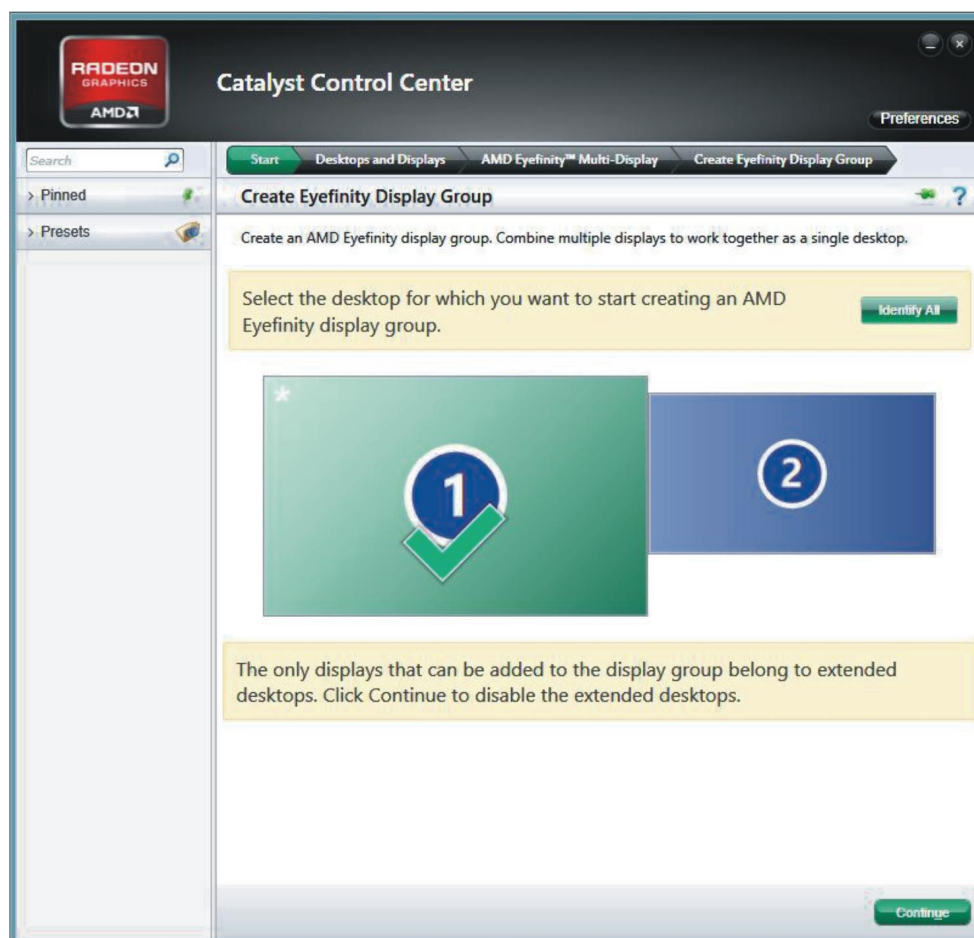 RADEON
GRAPHICS
AMD
Catalyst Control Center
Preferences
Search
Start Desktops and Displays AMD Eyefinity™ Multi-Display Create Eyefinity Display Group
> Pinned
Create Eyefinity Display Group
?
> Presets
Create an AMD Eyefinity display group. Combine multiple displays to work together as a single desktop.
Select the desktop for which you want to start creating an AMD
Eyefinity display group.
Identify All
*
1
2
The only displays that can be added to the display group belong to extended
desktops. Click Continue to disable the extended desktops.
Continue